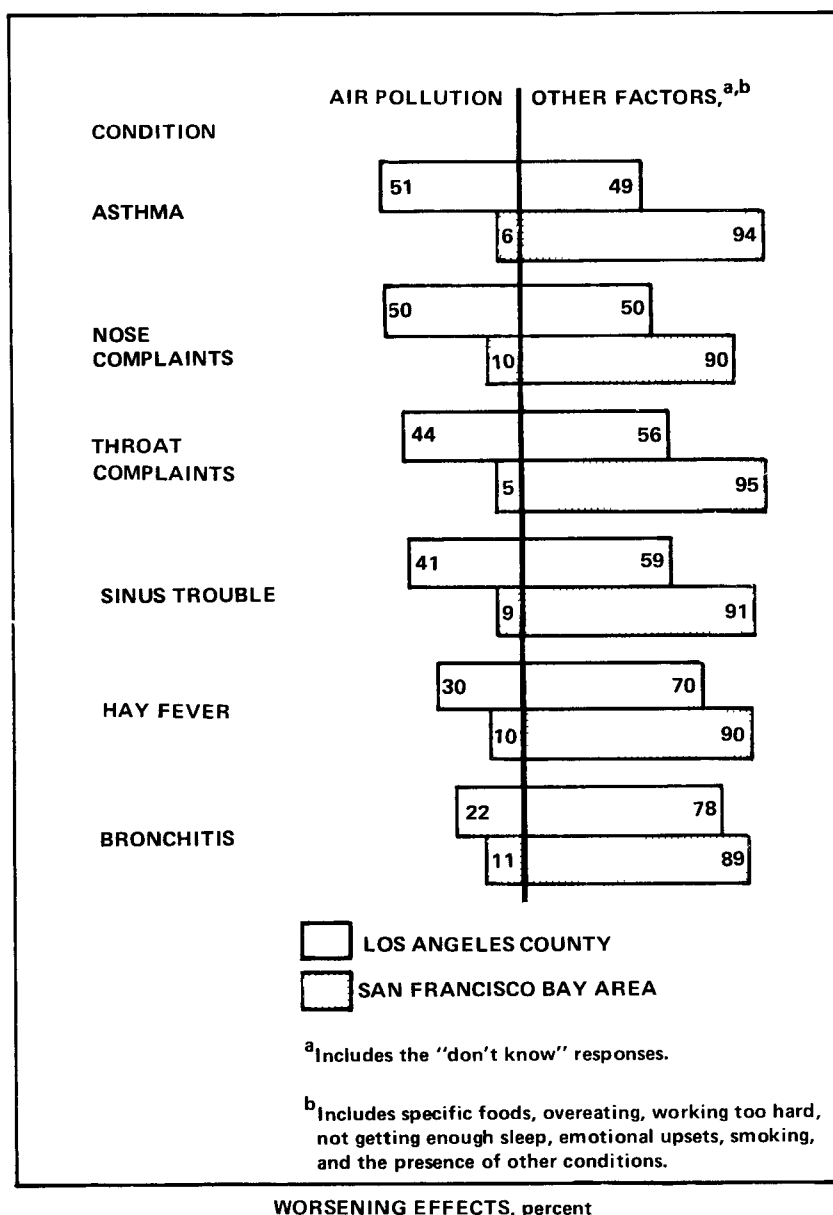 AIR POLLUTION OTHER FACTORS,a,b
CONDITION
51 49
ASTHMA
6 94
50 50
NOSE
COMPLAINTS
10 90
44 56
THROAT
COMPLAINTS
5 95
41 59
SINUS TROUBLE
9 91
30 70
HAY FEVER
10 90
22 78
BRONCHITIS
11 89
LOS ANGELES COUNTY
SAN FRANCISCO BAY AREA
aIncludes the "don't know" responses.
bIncludes specific foods, overeating, working too hard,
not getting enough sleep, emotional upsets, smoking,
and the presence of other conditions.
WORSENING EFFECTS, percent